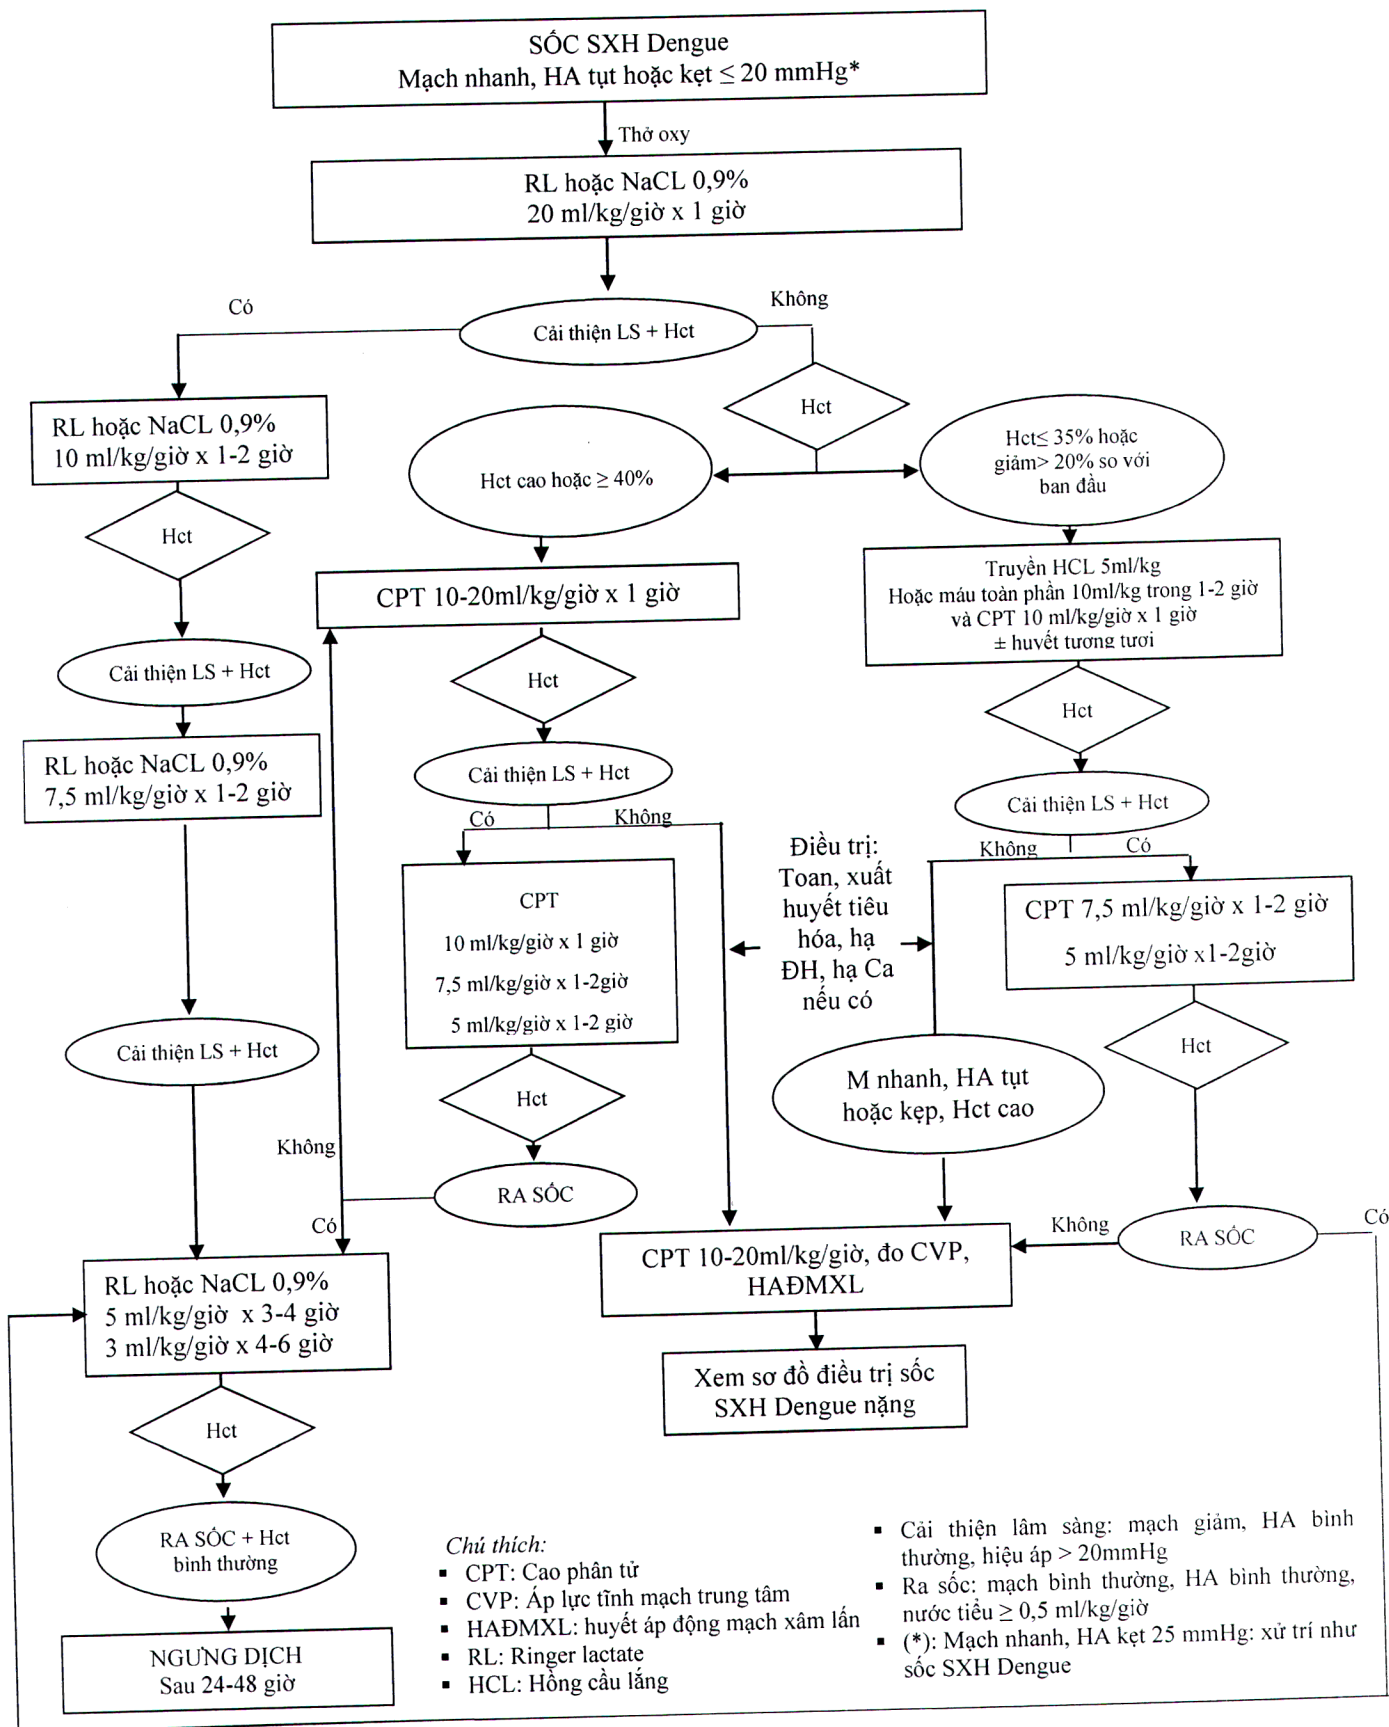 SỐC SXH Dengue
Mạch nhanh, HA tụt hoặc kẹt ≤ 20 mmHg*
Thở oxy
RL hoặc NaCL 0,9%
20 ml/kg/giờ x 1 giờ
Có
Không
Cải thiện LS + Hct
Hct
RL hoặc NaCL 0,9%
10 ml/kg/giờ x 1-2 giờ
Hct cao hoặc ≥ 40%
Hct≤ 35% hoặc
giảm> 20% so với
ban đầu
Hct
CPT 10-20ml/kg/giờ x 1 giờ
Truyền HCL 5ml/kg
Hoặc máu toàn phần 10ml/kg trong 1-2 giờ
và CPT 10 ml/kg/giờ x 1 giờ
± huyết tương tươi
Cải thiện LS + Hct
Hct
Hct
RL hoặc NaCL 0,9%
7,5 ml/kg/giờ x 1-2 giờ
Cải thiện LS + Hct
Cải thiện LS + Hct
Có
Không
Không
Có
Điều trị:
Toan, xuất
huyết tiêu
hóa, hạ
ĐH, hạ Ca
nếu có
CPT
10 ml/kg/giờ x 1 giờ
7,5 ml/kg/giờ x 1-2giờ
5 ml/kg/giờ x 1-2 giờ
CPT 7,5 ml/kg/giờ x 1-2 giờ
5 ml/kg/giờ x1-2giờ
Cải thiện LS + Hct
Hct
Hct
M nhanh, HA tụt
hoặc kẹp, Hct cao
Không
RA SỐC
Có
Không
RA SỐC
Có
RL hoặc NaCL 0,9%
5 ml/kg/giờ x 3-4 giờ
3 ml/kg/giờ x 4-6 giờ
CPT 10-20ml/kg/giờ, đo CVP,
HAĐMXL
Xem sơ đồ điều trị sốc
SXH Dengue nặng
Hct
RA SỐC + Hct
bình thường
NGƯNG DỊCH
Sau 24-48 giờ
Chú thích:
▪ CPT: Cao phân tử
▪ CVP: Áp lực tĩnh mạch trung tâm
▪ HAĐMXL: huyết áp động mạch xâm lấn
▪ RL: Ringer lactate
▪ HCL: Hồng cầu lắng
▪ Cải thiện lâm sàng: mạch giảm, HA bình
thường, hiệu áp > 20mmHg
▪ Ra sốc: mạch bình thường, HA bình thường,
nước tiểu ≥ 0,5 ml/kg/giờ
▪ (*): Mạch nhanh, HA kẹt 25 mmHg: xử trí như
sốc SXH Dengue